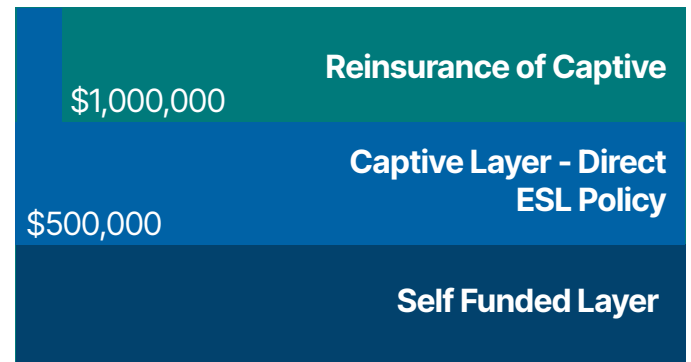 Reinsurance of Captive
$1,000,000
Captive Layer - Direct
ESL Policy
$500,000
Self Funded Layer